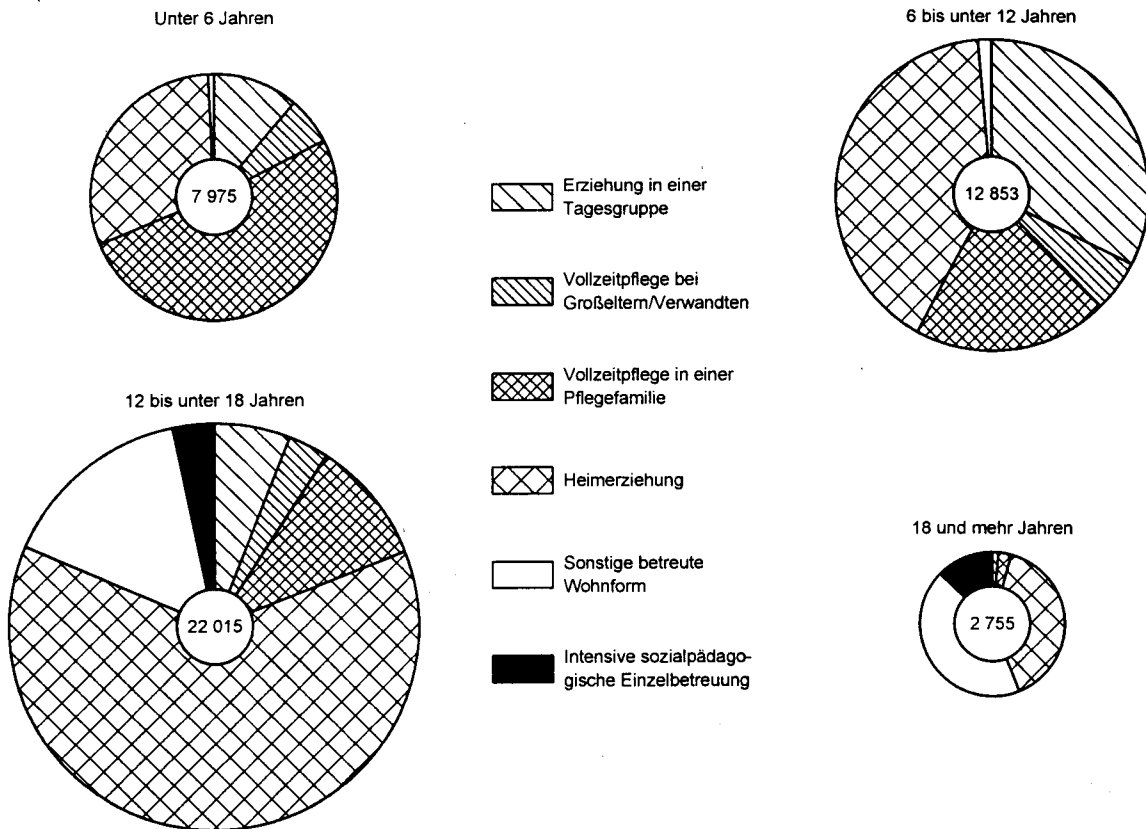 Unter 6 Jahren
7 975
6 bis unter 12 Jahren
12 853
Erziehung in einer
Tagesgruppe
Vollzeitpflege bei
Großeltern/Verwandten
Vollzeitpflege in einer
Pflegefamilie
Heimerziehung
Sonstige betreute
Wohnform
Intensive sozialpädago-
gische Einzelbetreuung
12 bis unter 18 Jahren
22 015
18 und mehr Jahren
2 755